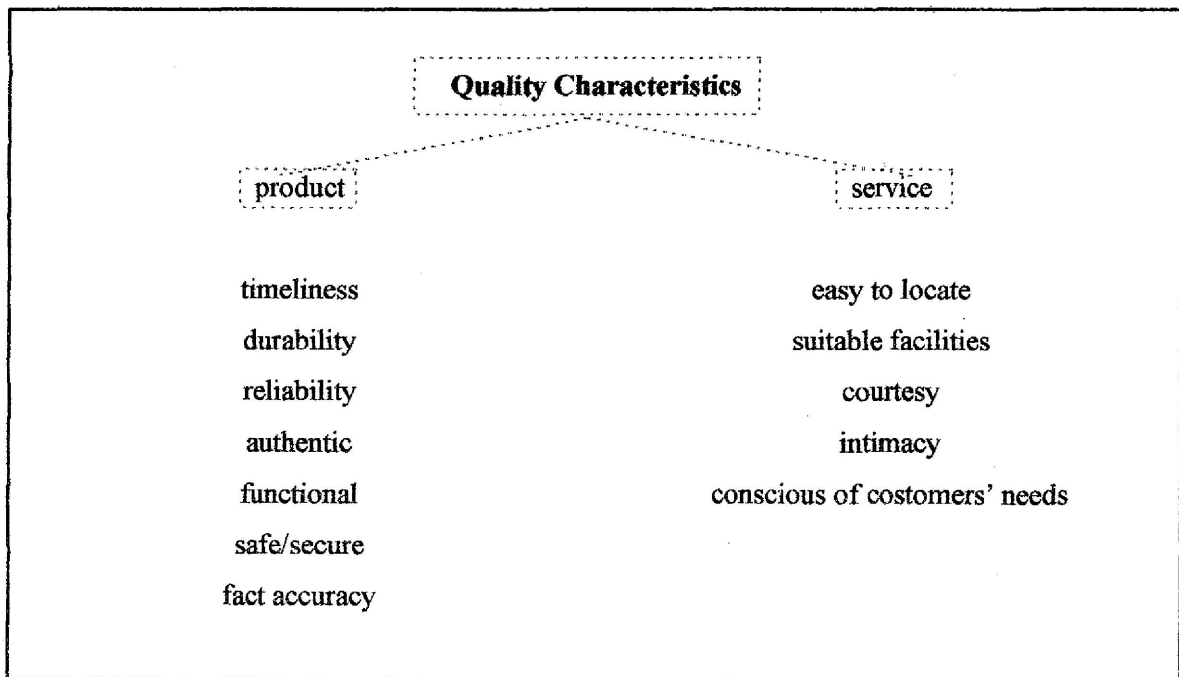 Quality Characteristics
product
service
timeliness
durability
reliability
authentic
functional
safe/secure
fact accuracy
easy to locate
suitable facilities
courtesy
intimacy
conscious of costomers' needs